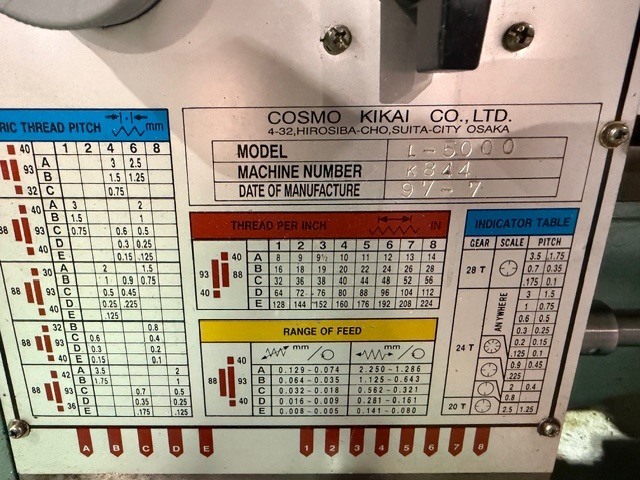 COSMO KIKAI CO.,LTD.
4-32,HIROSIBA-CHO,SUITA-CITY OSAKA
MODEL L-5000
MACHINE NUMBER K844
DATE OF MANUFACTURE 97-7
RIC THREAD PITCH mm
40 1 2 4 6 8
93 A 3 2.5
B 1.5 1.25
32 C 0.75
40 A 3 2
B 1.5 1
88 93 C 0.75 0.6 0.5
D 0.3 0.25
40 E 0.15 .125
30 A 2 1.5
B 1 0.9 0.75
88 93 C 0.5 0.45
D 0.25 .225
40 E .125
32 B 0.8
88 93 C 0.6 0.4
D 0.3 0.2
40 E 0.15 0.1
42 A 3.5 2
B 1.75 1
88 93 C 0.7 0.5
D 0.35 0.25
36 E .175 .125
THREAD PER INCH IN
40 1 2 3 4 5 6 7 8
88 A 8 9 9½ 10 11 12 13 14
93 B 16 18 19 20 22 24 26 28
C 32 36 38 40 44 48 52 56
D 64 72 76 80 88 96 104 112
40 E 128 144 152 160 176 192 208 224
RANGE OF FEED
mm mm
40 A 0.129-0.074 2.250-1.286
B 0.064-0.035 1.125-0.643
88 93 C 0.032-0.018 0.562-0.321
D 0.016-0.009 0.281-0.161
40 E 0.008-0.005 0.141-0.080
INDICATOR TABLE
GEAR SCALE PITCH
28 T 3.5 1.75
0.7 0.35
.175 0.1
24 T ANYWHERE 3 1.5
1 0.75
0.6 0.5
0.3 0.25
0.2 0.15
.125 0.1
0.9 0.45
.225
2 0.4
0.8
20 T 2.5 1.25
A B C D E 1 2 3 4 5 6 7 8